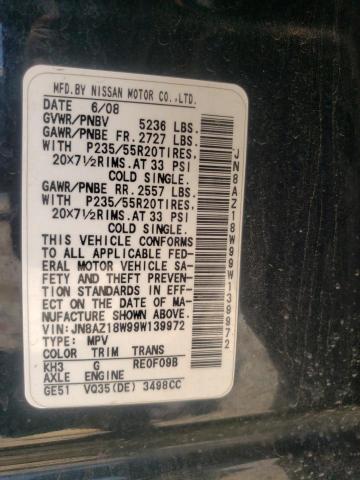 MFD.BY NISSAN MOTOR CO.,LTD.
DATE 6/08
GVWR/PNBV 5236 LBS.
GAWR/PNBE FR. 2727 LBS.
WITH P235/55R20TIRES,
20X7½RIMS.AT 33 PSI
COLD SINGLE.
GAWR/PNBE RR. 2557 LBS.
WITH P235/55R20TIRES,
20X7½RIMS.AT 33 PSI
COLD SINGLE.
THIS VEHICLE CONFORMS
TO ALL APPLICABLE FED-
ERAL MOTOR VEHICLE SA-
FETY AND THEFT PREVENT-
ION STANDARDS IN EFF-
ECT ON THE DATE OF MA-
NUFACTURE SHOWN ABOVE.
VIN:JN8AZ18W99W139972
TYPE: MPV
COLOR TRIM TRANS
KH3 G RE0F09B
AXLE ENGINE
GE51 VQ35(DE) 3498CC
JN8AZ18W99W139972